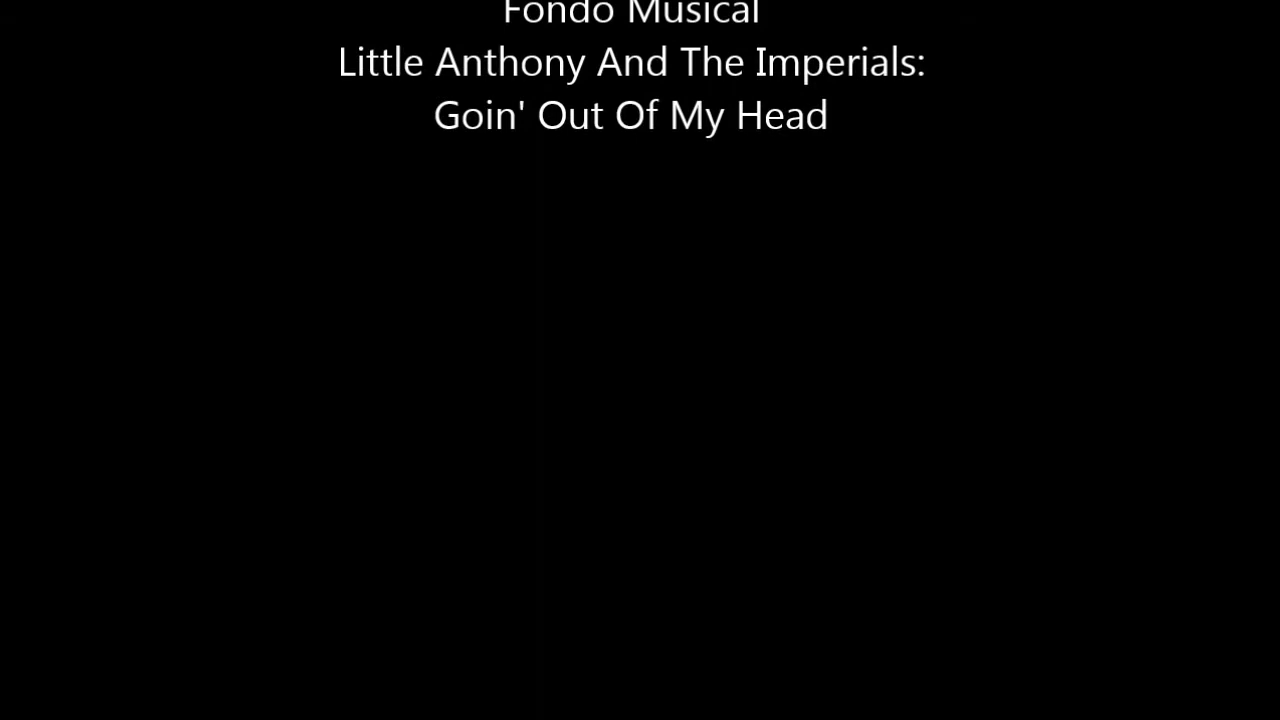 Fondo Musical
Little Anthony And The Imperials:
Goin' Out Of My Head